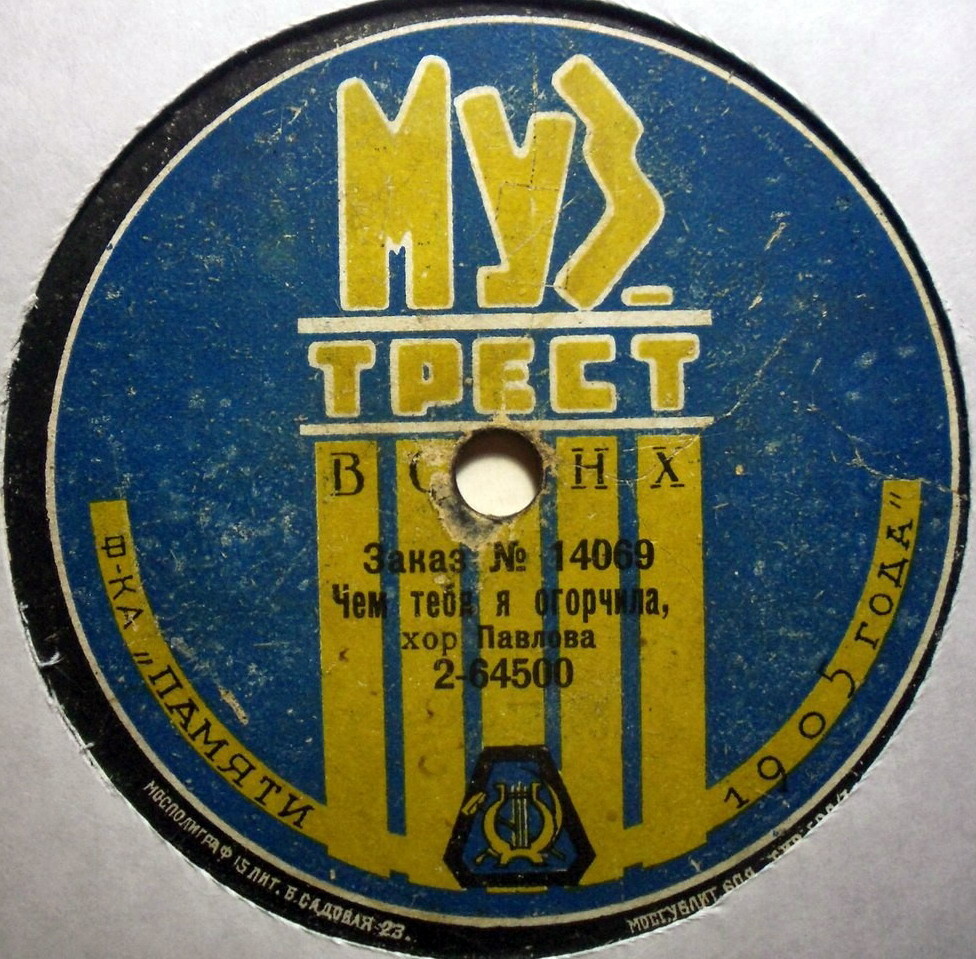 МУЗ-
ТРЕСТ
В С Н Х
Заказ № 14069
Чем тебя я огорчила,
хор Павлова
2-64500
Ф-КА „ПАМЯТИ
1905 ГОДА"
МОСПОЛИГРАФ 15 ЛИТ. Б. САДОВАЯ 23.
МОСГУБЛИТ